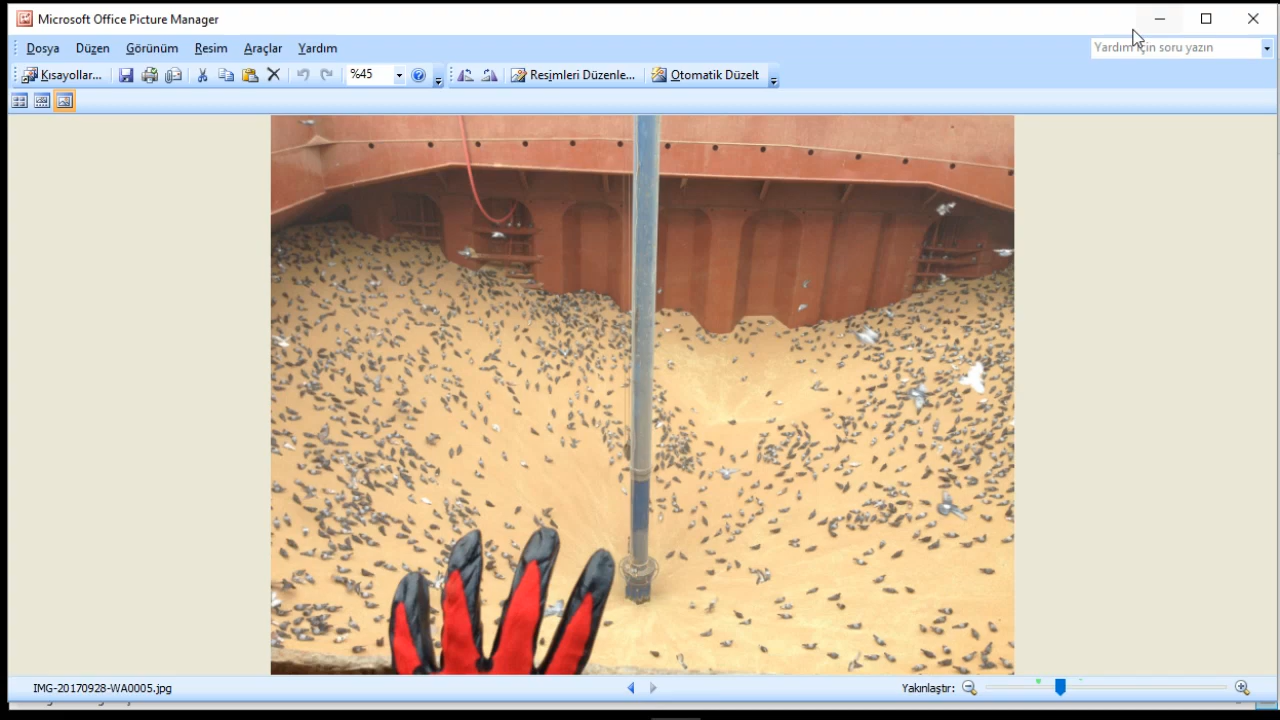 Microsoft Office Picture Manager
Dosya Düzen Görünüm Resim Araçlar Yardım
Yardım için soru yazın
Kısayollar... %45 Resimleri Düzenle... Otomatik Düzelt
IMG-20170928-WA0005.jpg
Yakınlaştır: